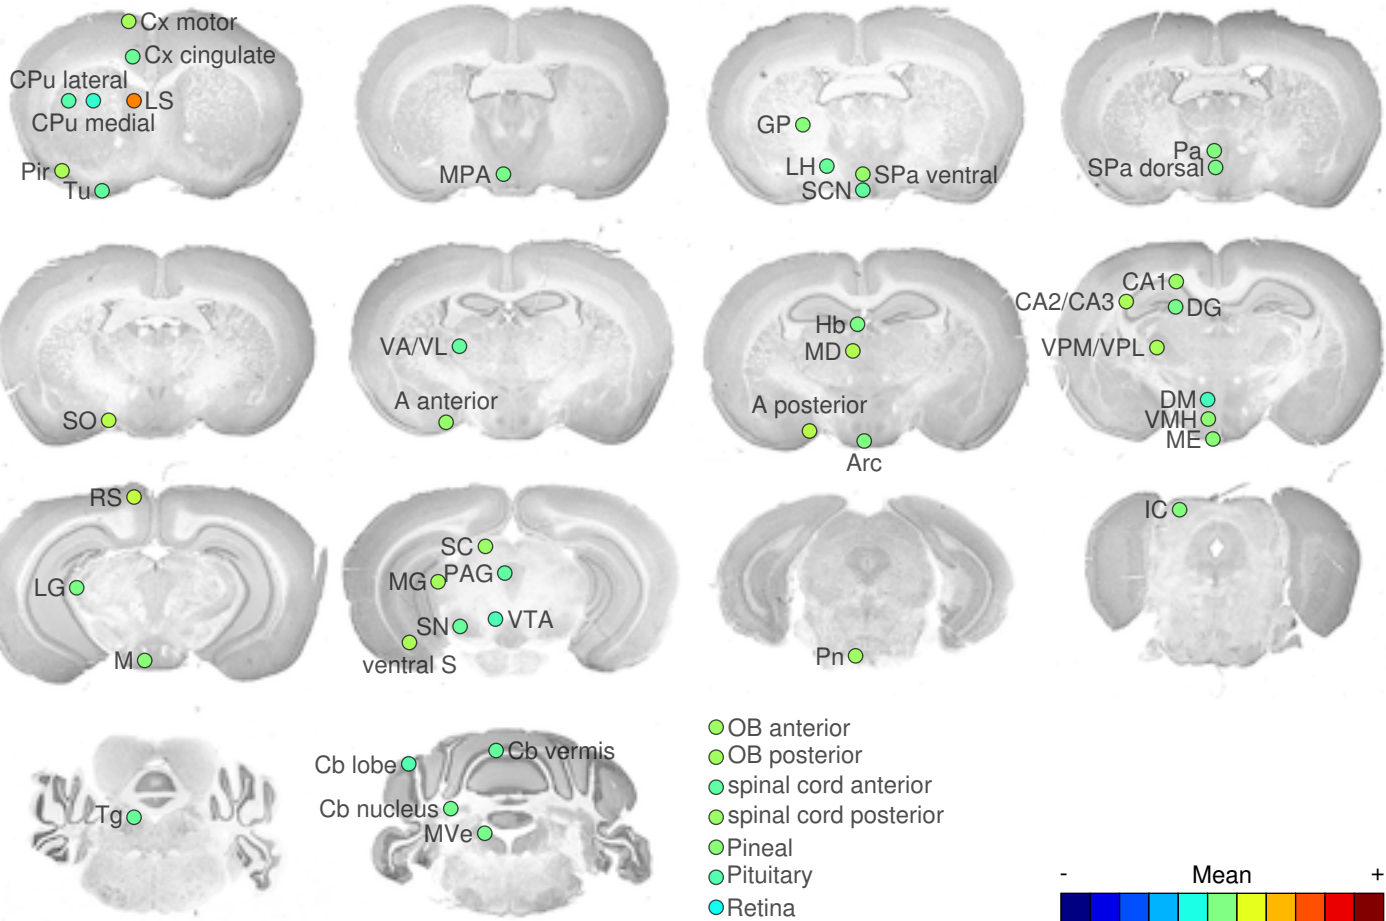 Cx motor
Cx cingulate
CPu lateral
LS
CPu medial
Pir
Tu
MPA
GP
LH
SPa ventral
SCN
Pa
SPa dorsal
SO
VA/VL
A anterior
Hb
MD
A posterior
Arc
CA1
CA2/CA3
DG
VPM/VPL
DM
VMH
ME
RS
LG
M
SC
MG
PAG
SN
VTA
ventral S
Pn
IC
Tg
Cb vermis
Cb lobe
Cb nucleus
MVe
OB anterior
OB posterior
spinal cord anterior
spinal cord posterior
Pineal
Pituitary
Retina
- Mean +